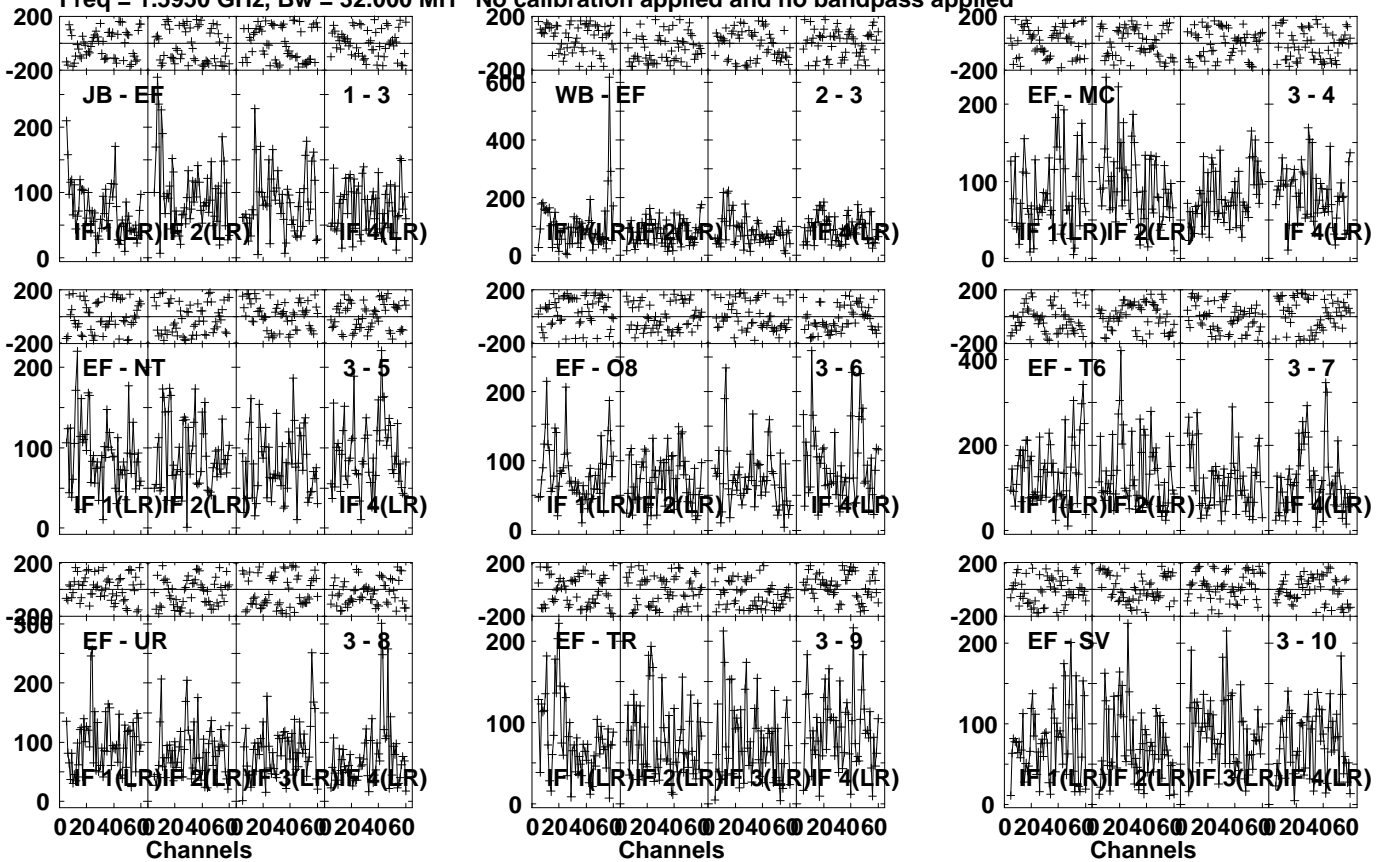 Freq = 1.5950 GHz, Bw = 32.000 MH No calibration applied and no bandpass applied
200 200 200
-200 -200 -200
JB - EF 1 - 3 WB - EF 2 - 3 EF - MC 3 - 4
200 100 0
600 400 200 0
200 100 0
IF 1(LR) IF 2(LR) IF 4(LR) IF 1(LR) IF 2(LR) IF 4(LR) IF 1(LR) IF 2(LR) IF 4(LR)
200 200 200
-200 -200 -200
EF - NT 3 - 5 EF - O8 3 - 6 EF - T6 3 - 7
200 100 0
200 100 0
400 200 0
IF 1(LR) IF 2(LR) IF 4(LR) IF 1(LR) IF 2(LR) IF 4(LR) IF 1(LR) IF 2(LR) IF 4(LR)
200 200 200
-200 -200 -200
EF - UR 3 - 8 EF - TR 3 - 9 EF - SV 3 - 10
300 200 100 0
200 100 0
200 100 0
IF 1(LR) IF 2(LR) IF 3(LR) IF 4(LR) IF 1(LR) IF 2(LR) IF 3(LR) IF 4(LR) IF 1(LR) IF 2(LR) IF 3(LR) IF 4(LR)
0 20 40 60 0 20 40 60 0 20 40 60 0 20 40 60 0 20 40 60 0 20 40 60 0 20 40 60 0 20 40 60 0 20 40 60 0 20 40 60 0 20 40 60 0 20 40 60
Channels Channels Channels